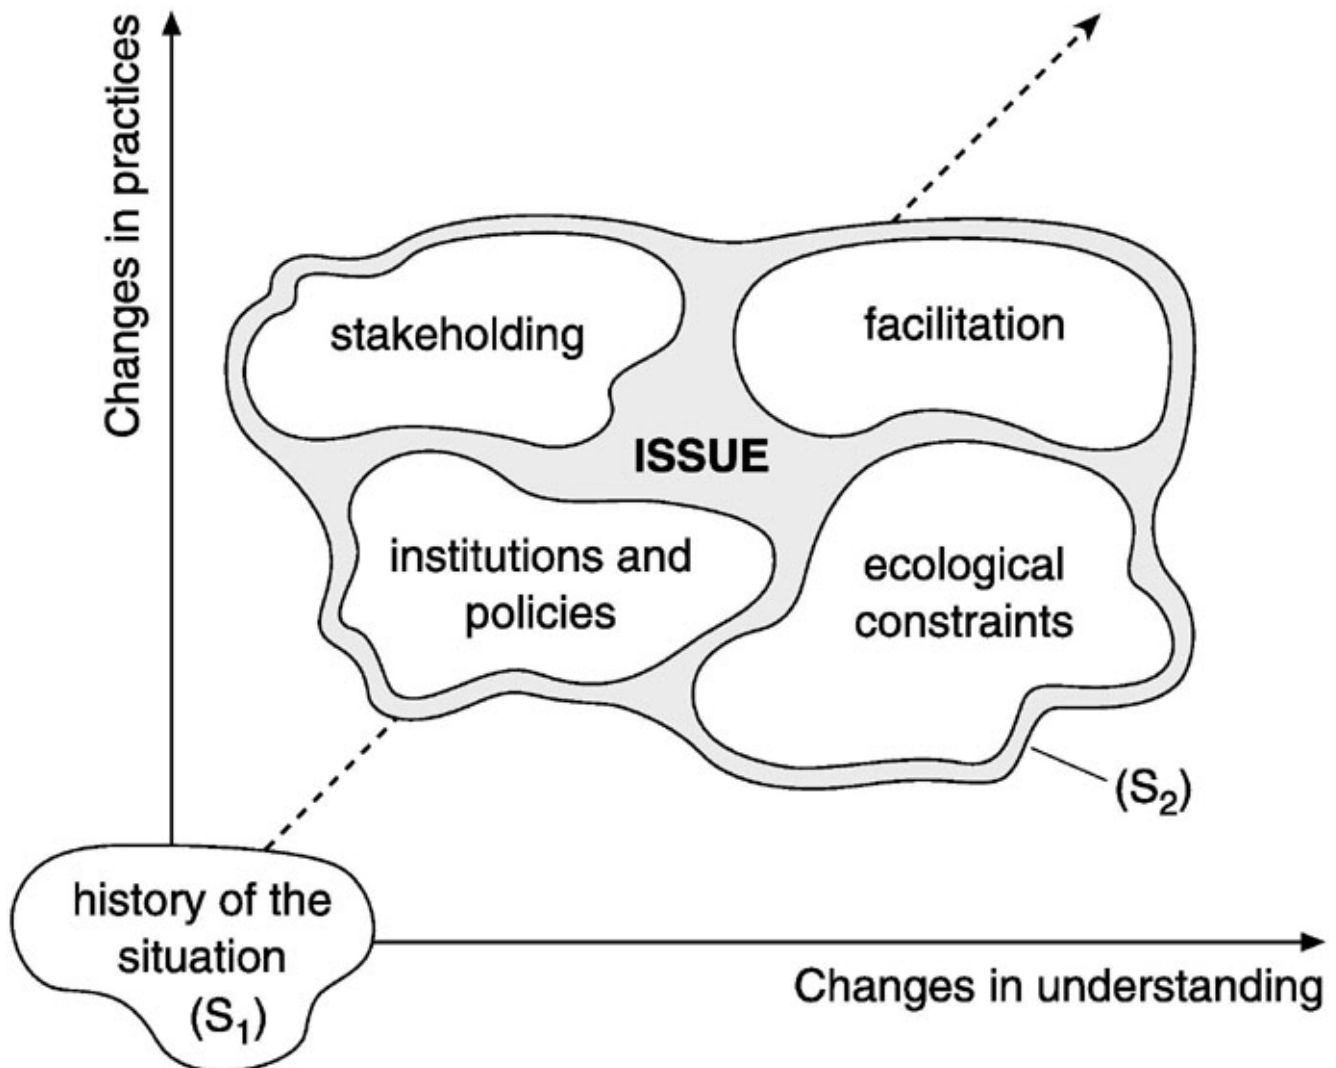 Changes in practices
stakeholding
facilitation
ISSUE
institutions and
policies
ecological
constraints
(S₂)
history of the
situation
(S₁)
Changes in understanding